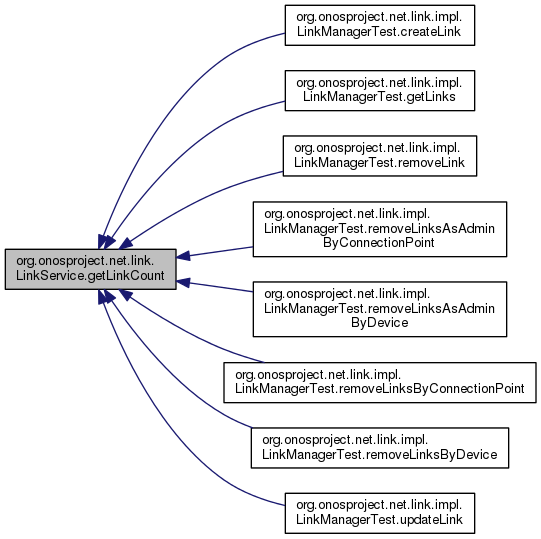 org.onosproject.net.link.impl.
LinkManagerTest.createLink
org.onosproject.net.link.impl.
LinkManagerTest.getLinks
org.onosproject.net.link.impl.
LinkManagerTest.removeLink
org.onosproject.net.link.impl.
LinkManagerTest.removeLinksAsAdmin
ByConnectionPoint
org.onosproject.net.link.
LinkService.getLinkCount
org.onosproject.net.link.impl.
LinkManagerTest.removeLinksAsAdmin
ByDevice
org.onosproject.net.link.impl.
LinkManagerTest.removeLinksByConnectionPoint
org.onosproject.net.link.impl.
LinkManagerTest.removeLinksByDevice
org.onosproject.net.link.impl.
LinkManagerTest.updateLink